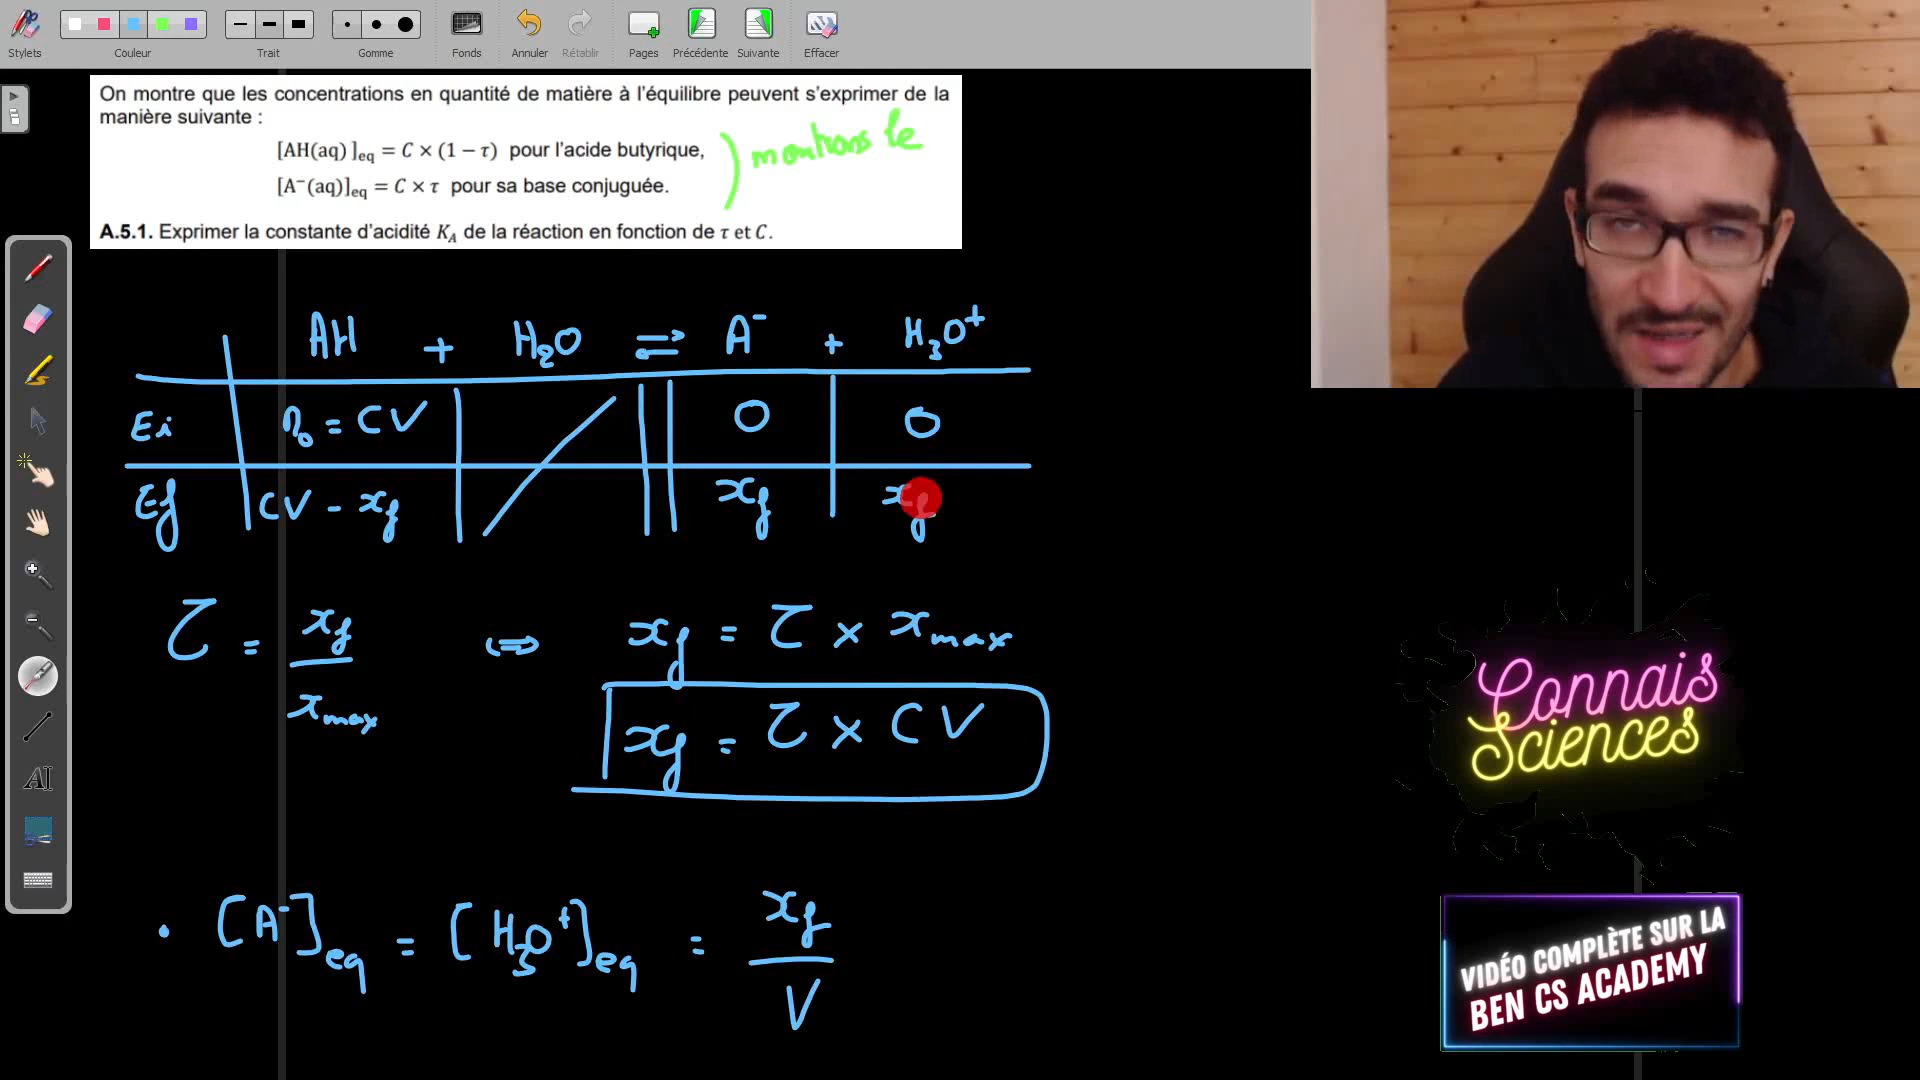 Stylets Couleur Trait Gomme Fonds Annuler Rétablir Pages Précédente Suivante Effacer
On montre que les concentrations en quantité de matière à l’équilibre peuvent s’exprimer de la
manière suivante :
[AH(aq) ]eq = C × (1 − τ) pour l’acide butyrique,
[A⁻(aq)]eq = C × τ pour sa base conjuguée.
montrons le
A.5.1. Exprimer la constante d’acidité K_A de la réaction en fonction de τ et C.
AH + H₂O ⇌ A⁻ + H₃O⁺
Ei n₀ = CV 0 0
Ef CV - xf xf xf
τ = xf / xmax ⇔ xf = τ × xmax
xf = τ × CV
• [A⁻]eq = [H₃O⁺]eq = xf / V
AI
Connais
Sciences
VIDÉO COMPLÈTE SUR LA
BEN CS ACADEMY